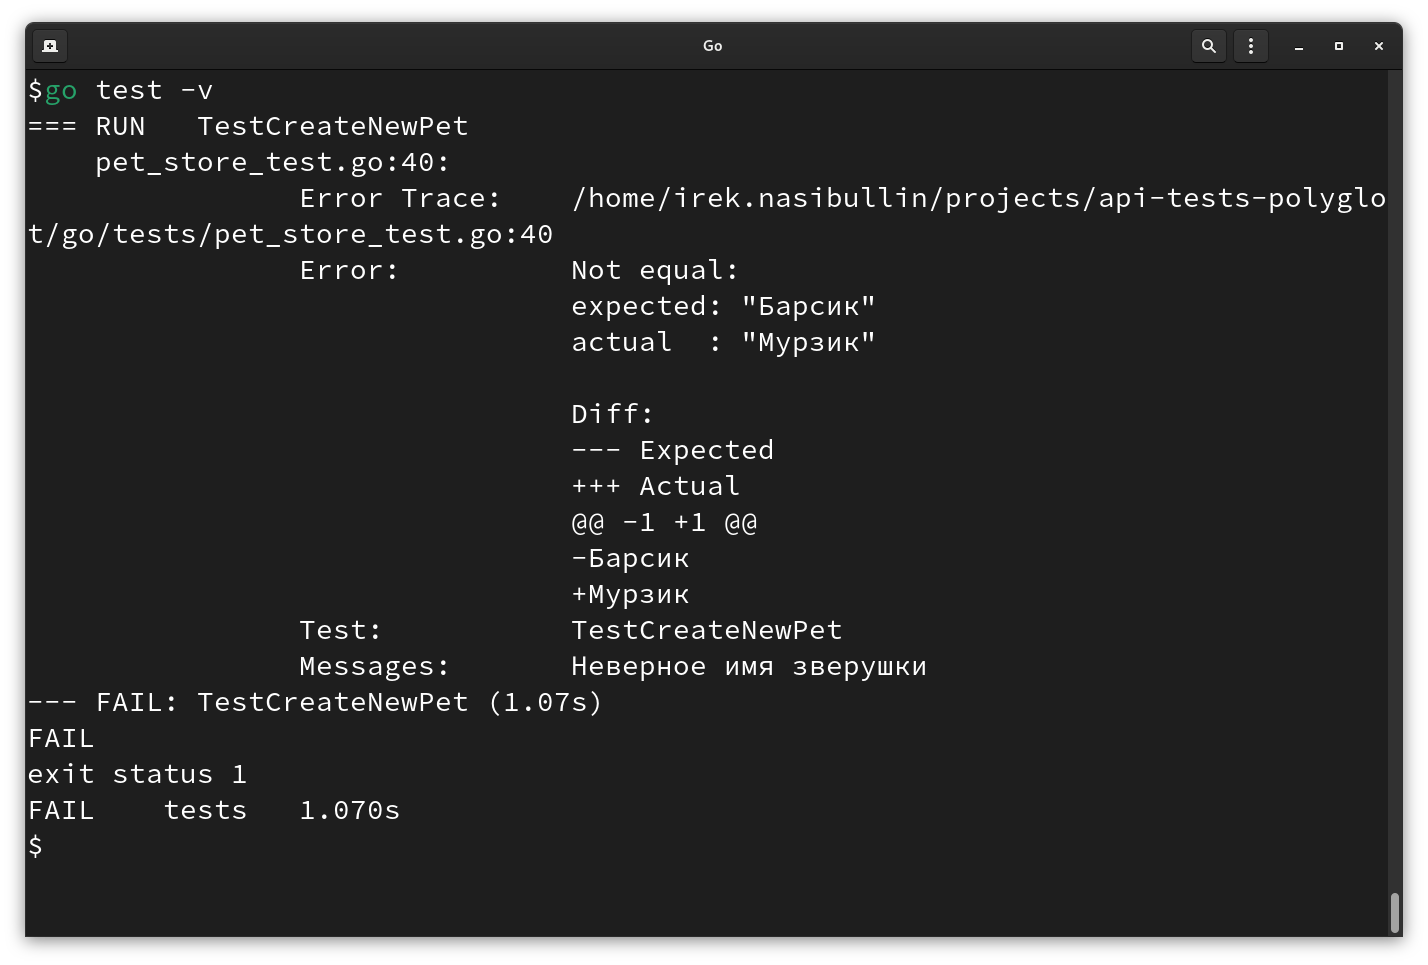 Go
$go test -v
=== RUN   TestCreateNewPet
    pet_store_test.go:40:
                Error Trace:    /home/irek.nasibullin/projects/api-tests-polyglo
t/go/tests/pet_store_test.go:40
                Error:          Not equal:
                                expected: "Барсик"
                                actual  : "Мурзик"

                                Diff:
                                --- Expected
                                +++ Actual
                                @@ -1 +1 @@
                                -Барсик
                                +Мурзик
                Test:           TestCreateNewPet
                Messages:       Неверное имя зверушки
--- FAIL: TestCreateNewPet (1.07s)
FAIL
exit status 1
FAIL    tests   1.070s
$